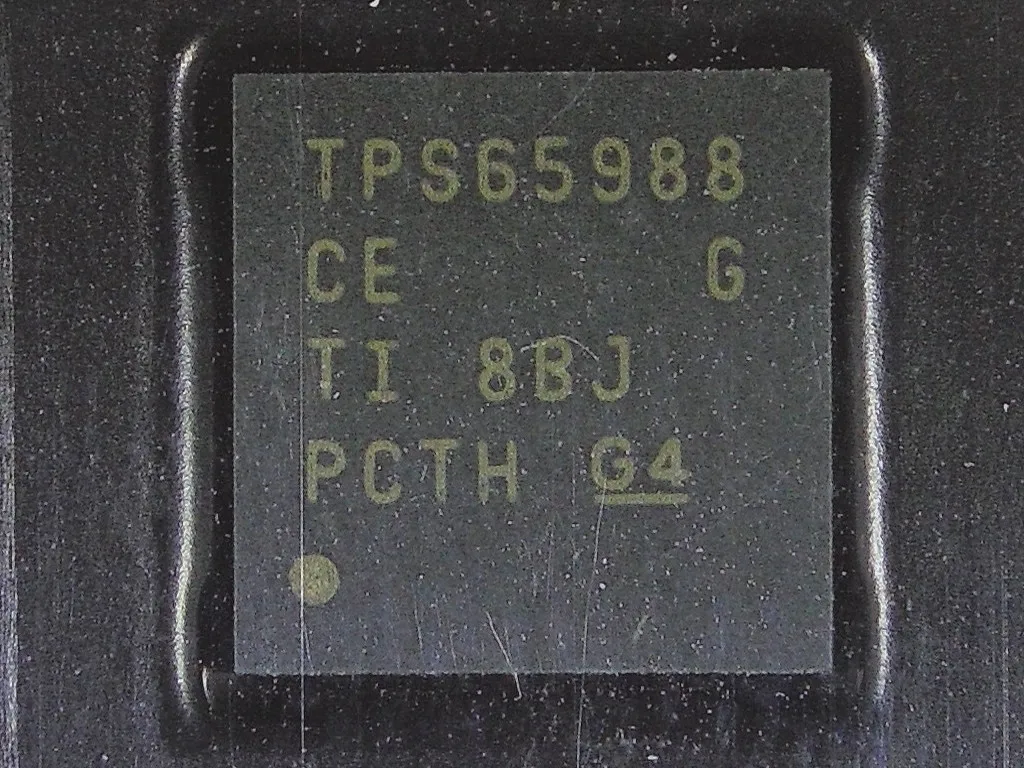 TPS65988
CE G
TI 8BJ
PCTH G4